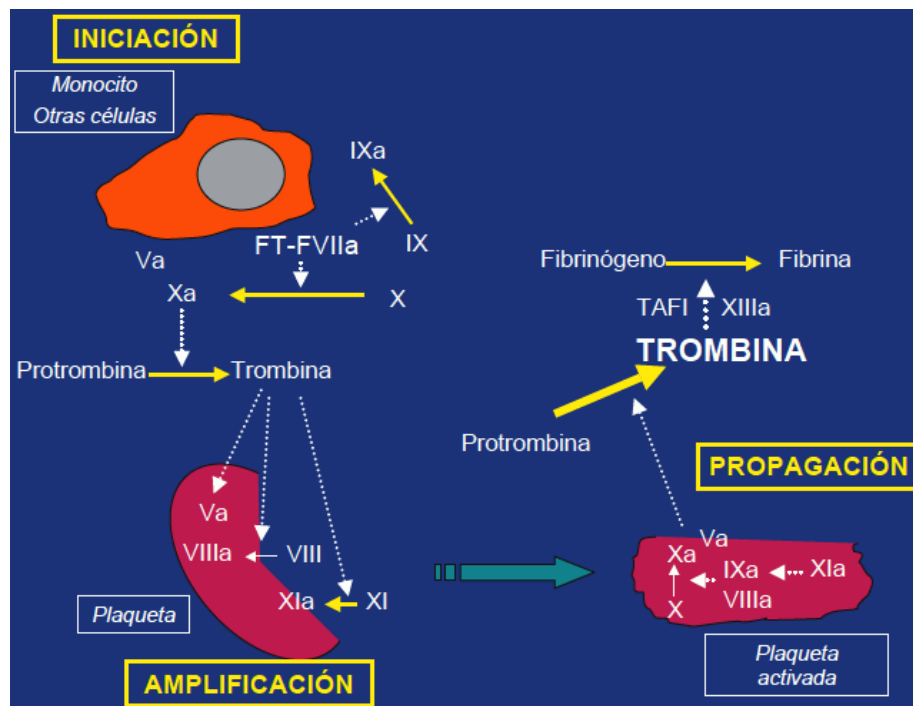 INICIACIÓN
Monocito
Otras células
IXa
FT-FVIIa
IX
Va
Xa
X
Protrombina
Trombina
Va
VIIIa
VIII
XIa
XI
Plaqueta
AMPLIFICACIÓN
Fibrinógeno
Fibrina
TAFI
XIIIa
TROMBINA
Protrombina
PROPAGACIÓN
Va
Xa
IXa
XIa
X
VIIIa
Plaqueta
activada